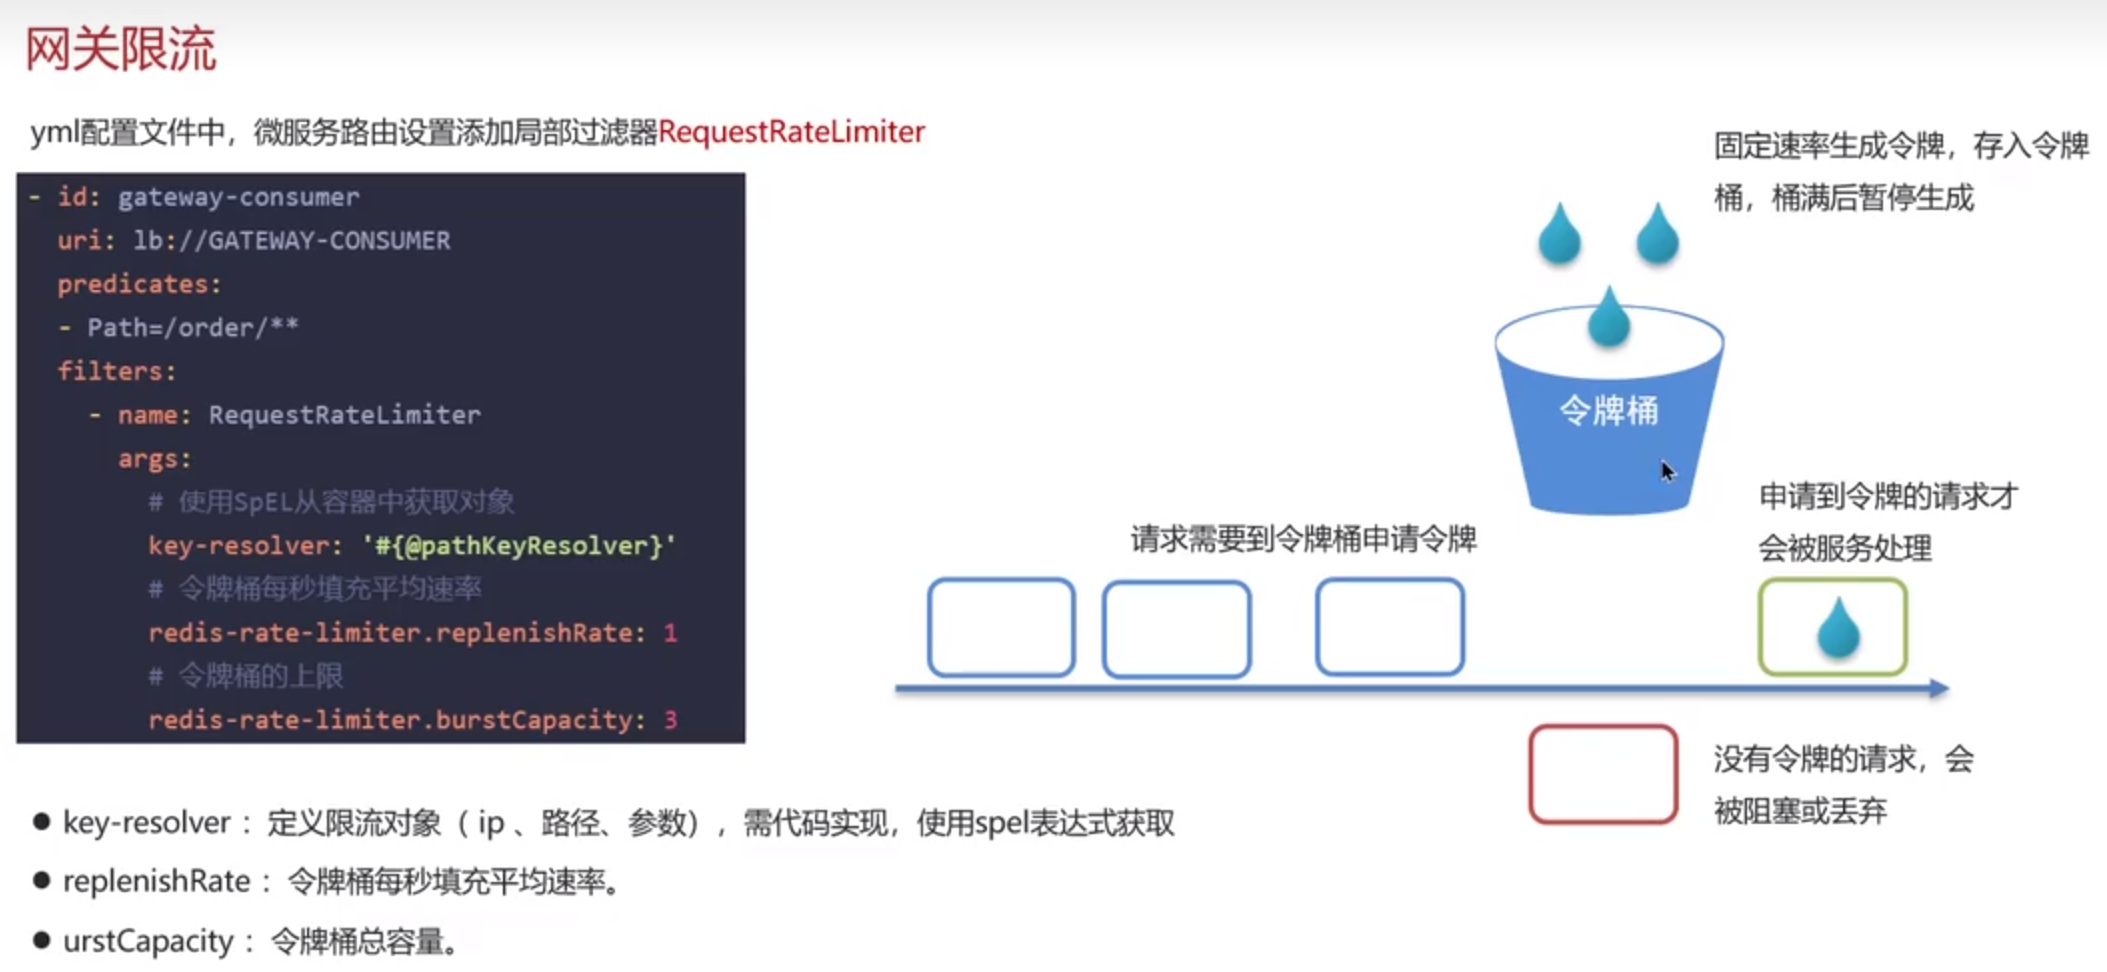 网关限流
yml配置文件中，微服务路由设置添加局部过滤器RequestRateLimiter
- id: gateway-consumer
uri: lb://GATEWAY-CONSUMER
predicates:
- Path=/order/**
filters:
- name: RequestRateLimiter
args:
# 使用SpEL从容器中获取对象
key-resolver: '#{@pathKeyResolver}'
# 令牌桶每秒填充平均速率
redis-rate-limiter.replenishRate: 1
# 令牌桶的上限
redis-rate-limiter.burstCapacity: 3
固定速率生成令牌，存入令牌
桶，桶满后暂停生成
令牌桶
请求需要到令牌桶申请令牌
申请到令牌的请求才
会被服务处理
没有令牌的请求，会
被阻塞或丢弃
● key-resolver ：定义限流对象（ ip 、路径、参数），需代码实现，使用spel表达式获取
● replenishRate ：令牌桶每秒填充平均速率。
● urstCapacity ：令牌桶总容量。